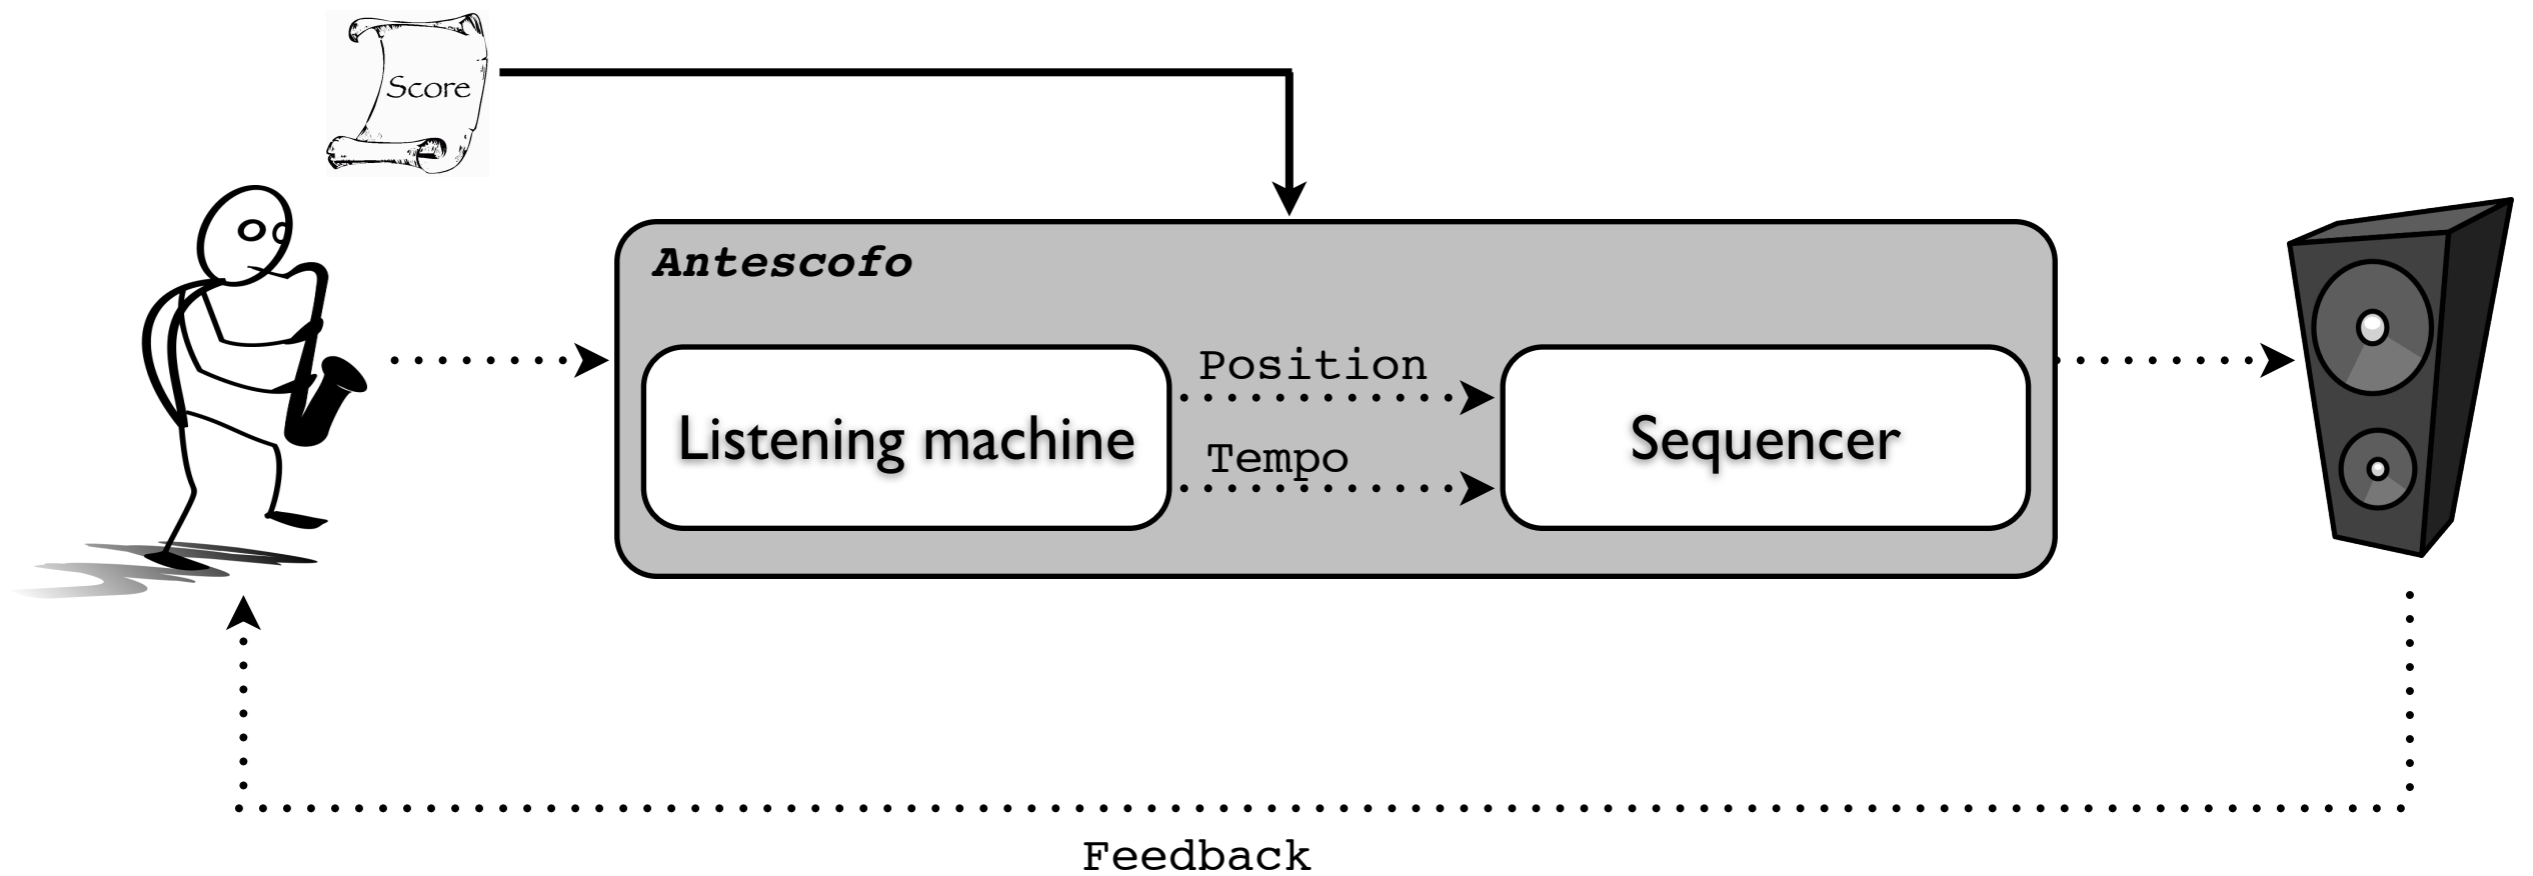 Score
Antescofo
Position
Listening machine
Sequencer
Tempo
Feedback